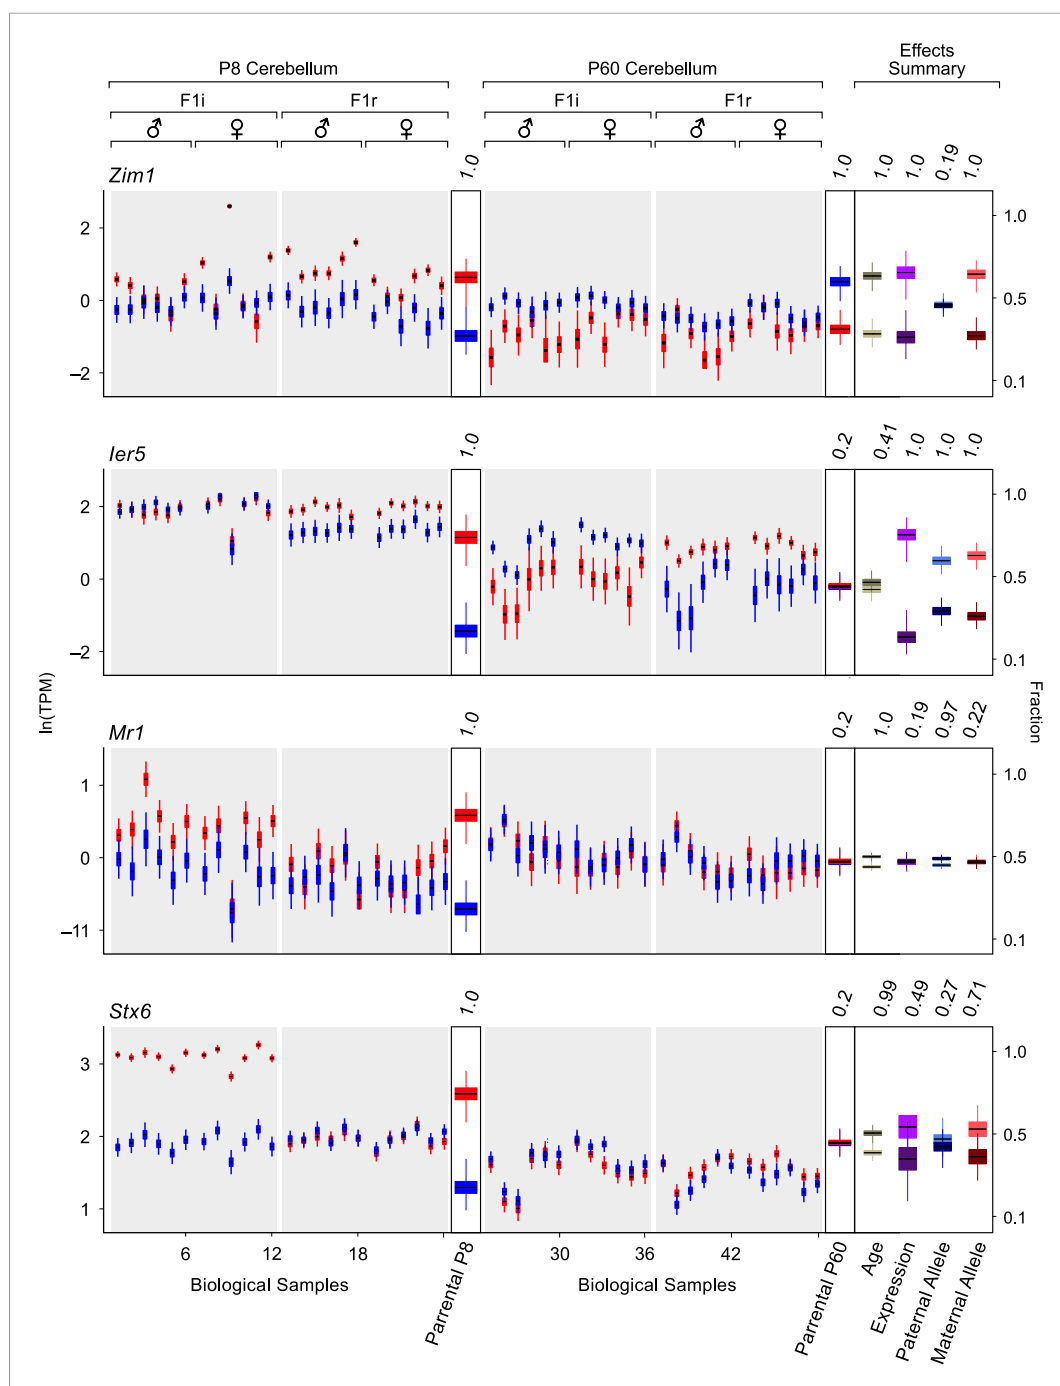 Effects
P8 Cerebellum P60 Cerebellum Summary
F1i F1r F1i F1r
♂ ♀ ♂ ♀ ♂ ♀ ♂ ♀
Zim1 1.0 1.0 1.0 1.0 0.19 1.0
2 0 −2 1.0 0.5 0.1
Ier5 1.0 0.2 0.41 1.0 1.0 1.0
2 0 −2 1.0 0.5 0.1
ln(TPM) Fraction
Mr1 1.0 0.2 1.0 0.19 0.97 0.22
1 0 −11 1.0 0.5 0.1
Stx6 1.0 0.2 0.99 0.49 0.27 0.71
3 2 1 1.0 0.5 0.1
6 12 18 30 36 42
Biological Samples Biological Samples
Parrental P8 Parrental P60 Age Expression Paternal Allele Maternal Allele